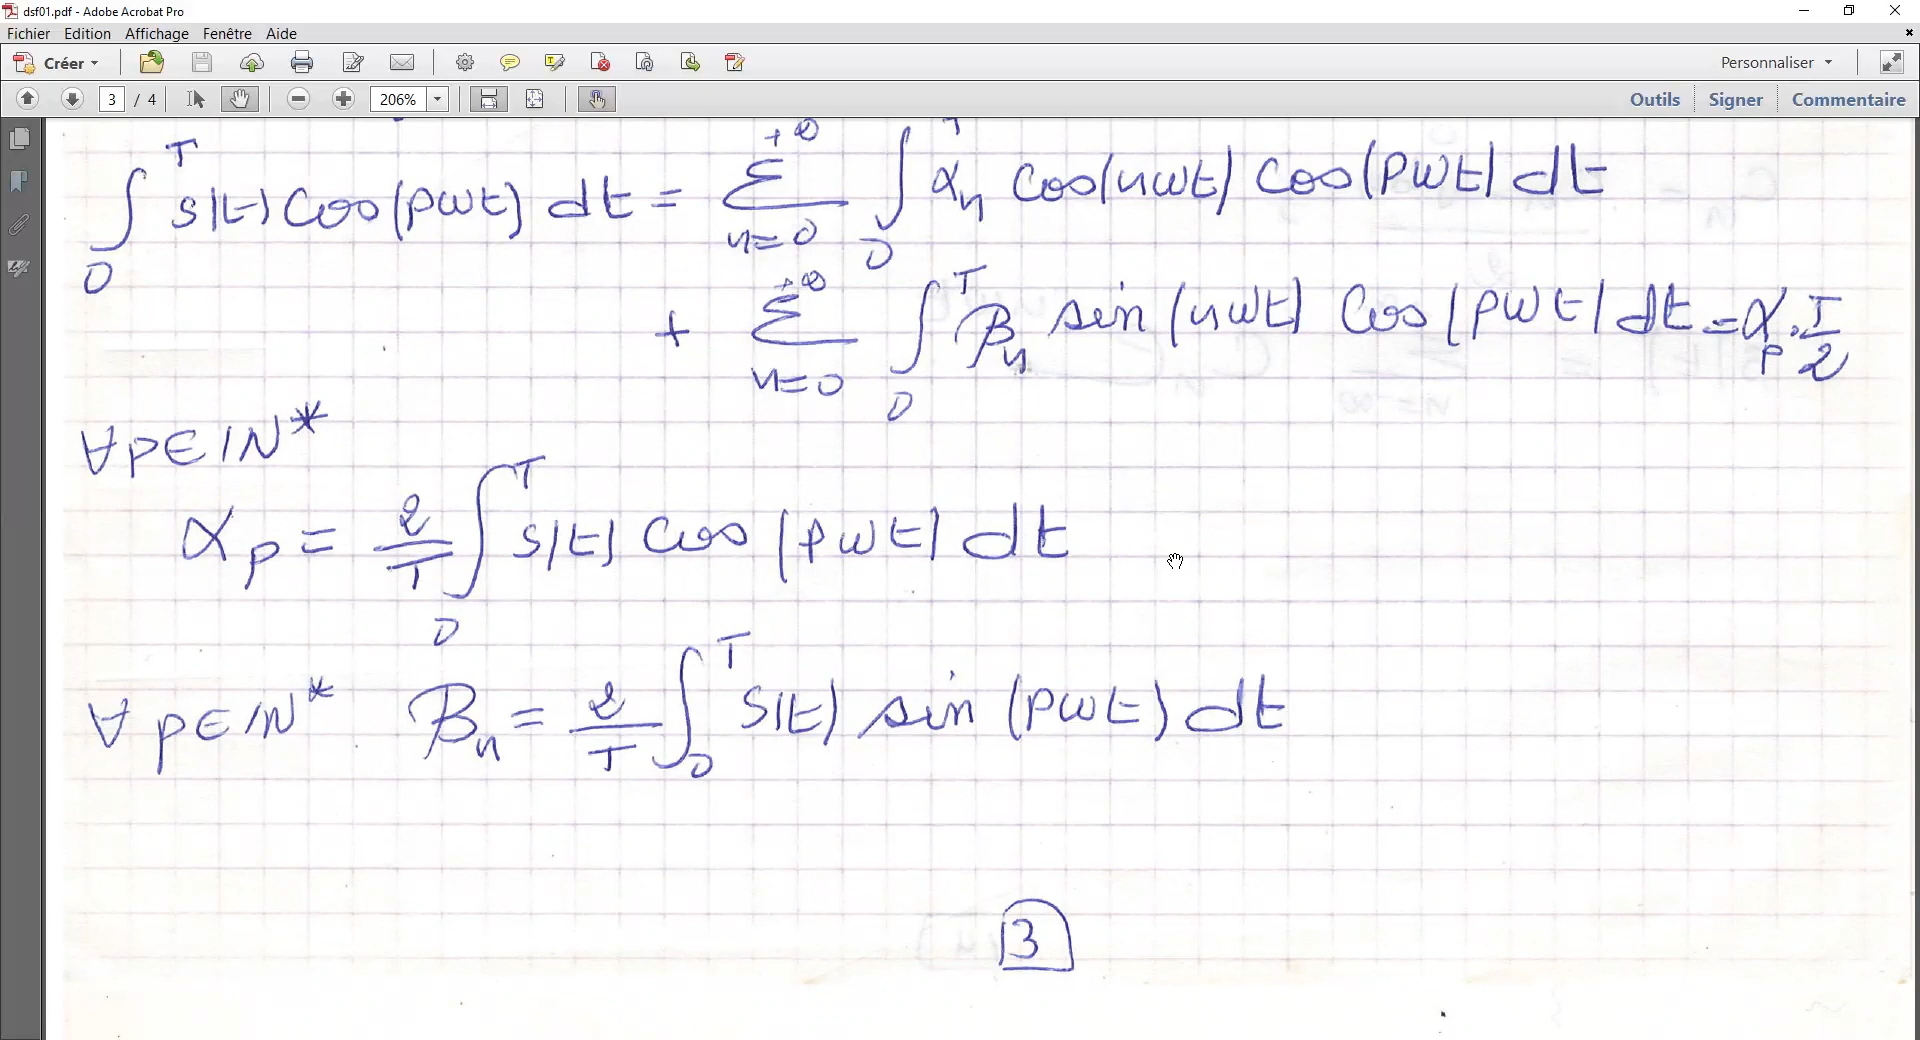 dsf01.pdf - Adobe Acrobat Pro
Fichier Edition Affichage Fenêtre Aide
Créer Personnaliser
3 / 4 206% Outils Signer Commentaire
∫₀ᵀ s(t) cos(pωt) dt = Σₙ₌₀⁺∞ ∫₀ᵀ αₙ cos(nωt) cos(pωt) dt
+ Σₙ₌₀⁺∞ ∫₀ᵀ βₙ sin(nωt) cos(pωt) dt = αₚ . T/2
∀ p ∈ ℕ*
αₚ = 2/T ∫₀ᵀ s(t) cos(pωt) dt
∀ p ∈ ℕ* βₙ = 2/T ∫₀ᵀ s(t) sin(pωt) dt
3